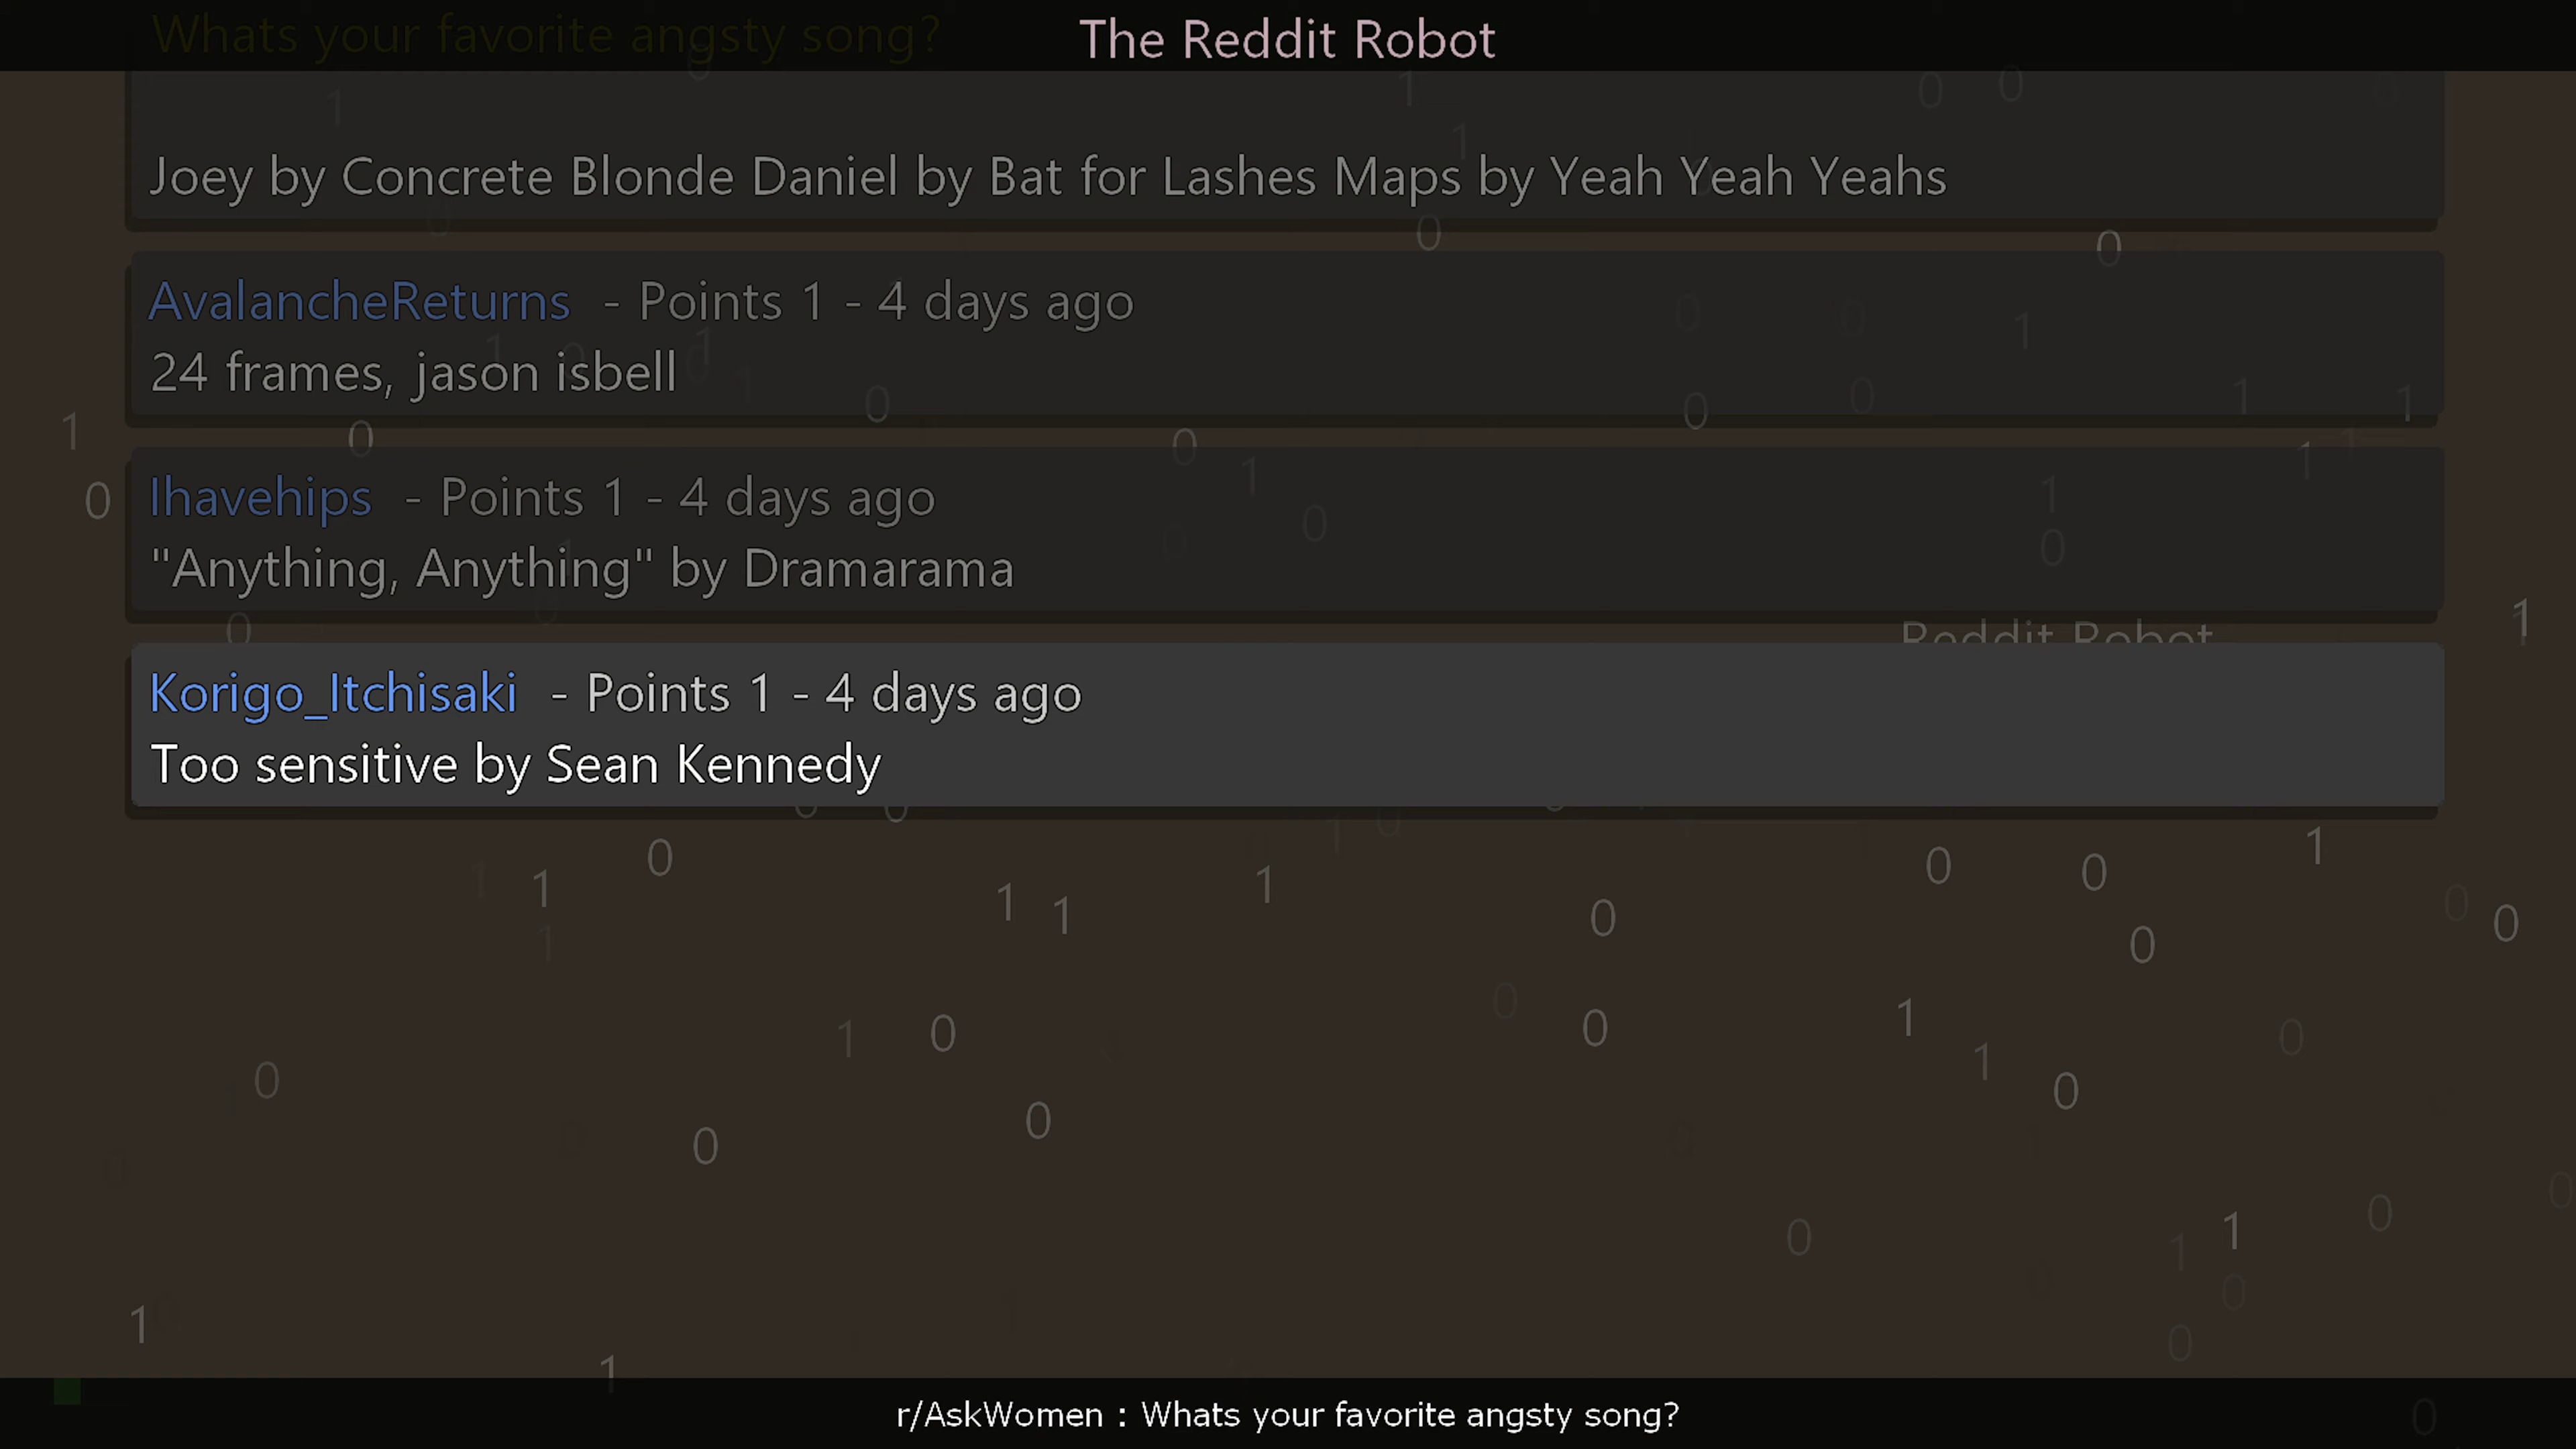 Whats your favorite angsty song?
The Reddit Robot
Joey by Concrete Blonde Daniel by Bat for Lashes Maps by Yeah Yeah Yeahs
AvalancheReturns - Points 1 - 4 days ago
24 frames, jason isbell
Ihavehips - Points 1 - 4 days ago
"Anything, Anything" by Dramarama
Reddit Robot
Korigo_Itchisaki - Points 1 - 4 days ago
Too sensitive by Sean Kennedy
r/AskWomen : Whats your favorite angsty song?